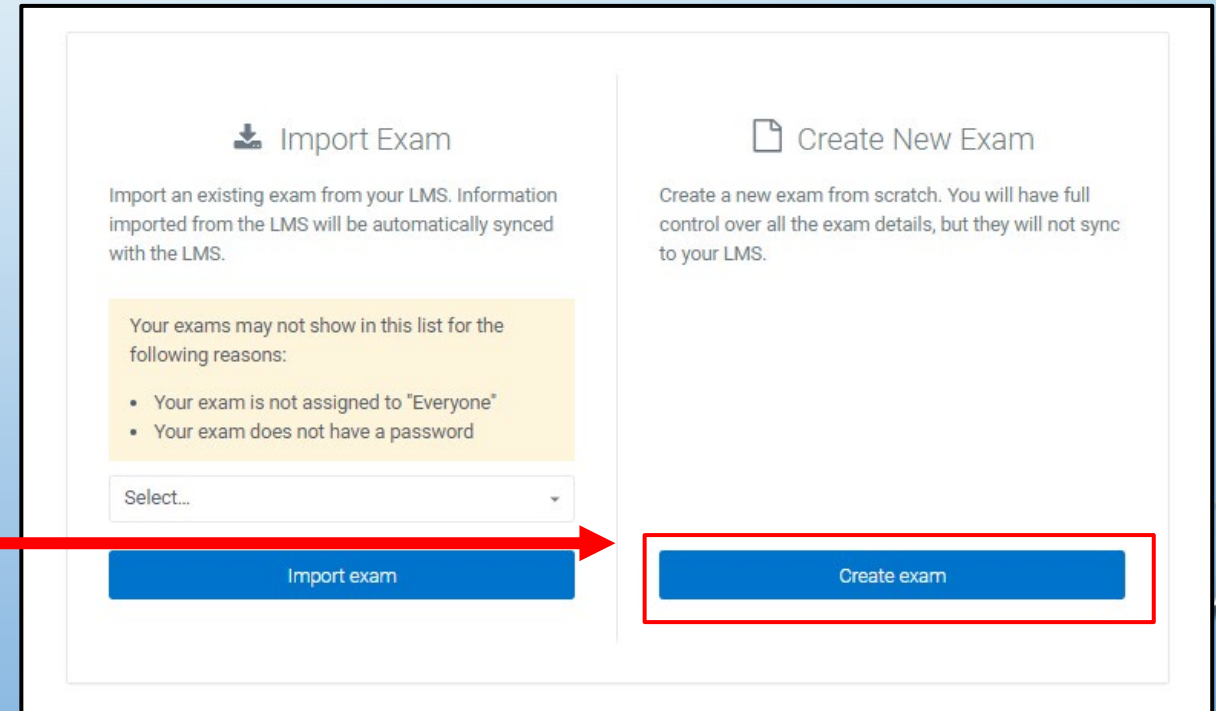 Import Exam
Import an existing exam from your LMS. Information
imported from the LMS will be automatically synced
with the LMS.
Your exams may not show in this list for the
following reasons:
• Your exam is not assigned to "Everyone"
• Your exam does not have a password
Select...
Import exam
Create New Exam
Create a new exam from scratch. You will have full
control over all the exam details, but they will not sync
to your LMS.
Create exam